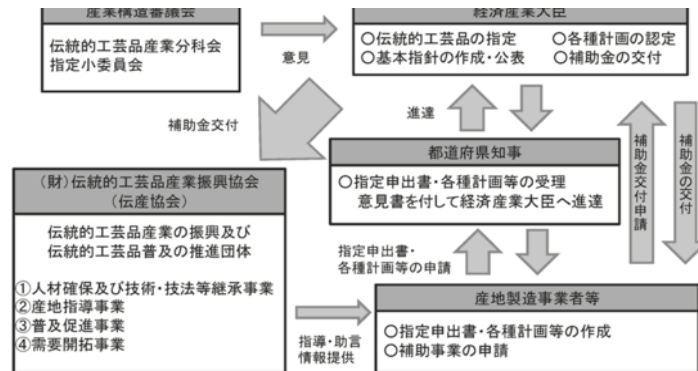 産業構造審議会
伝統的工芸品産業分科会
指定小委員会
意見
経済産業大臣
○伝統的工芸品の指定 ○各種計画の認定
○基本指針の作成・公表 ○補助金の交付
補助金交付
進達
都道府県知事
○指定申出書・各種計画等の受理
意見書を付して経済産業大臣へ進達
補助金交付申請
補助金の交付
(財)伝統的工芸品産業振興協会
(伝産協会)
伝統的工芸品産業の振興及び
伝統的工芸品普及の推進団体
①人材確保及び技術・技法等継承事業
②産地指導事業
③普及促進事業
④需要開拓事業
指定申出書・
各種計画等の申請
指導・助言
情報提供
産地製造事業者等
○指定申出書・各種計画等の作成
○補助事業の申請